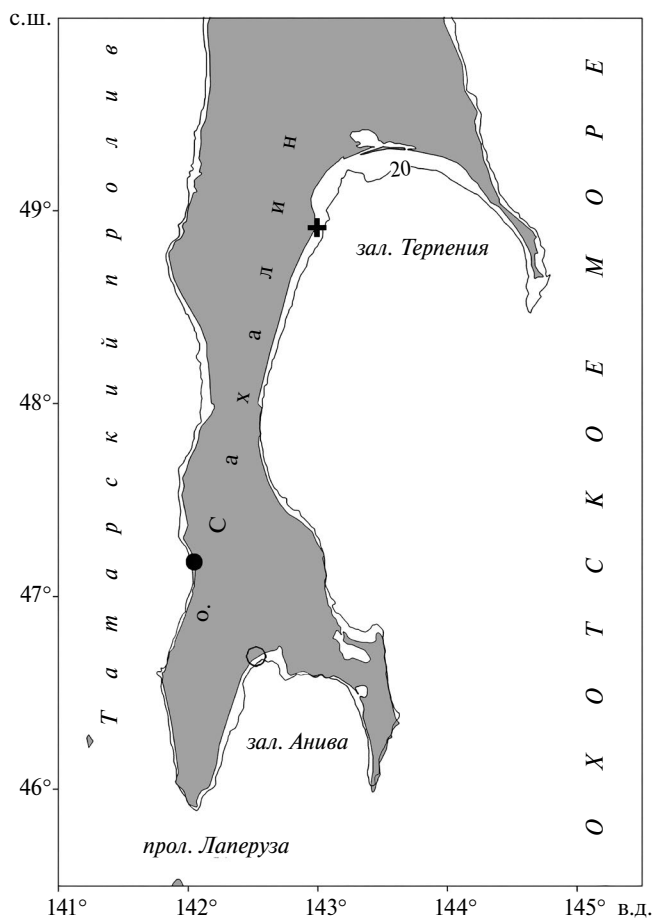 с.ш.
Татарский пролив
о. Сахалин
ОХОТСКОЕ МОРЕ
20
49°
зал. Терпения
48°
47°
зал. Анива
46°
прол. Лаперуза
141° 142° 143° 144° 145° в.д.